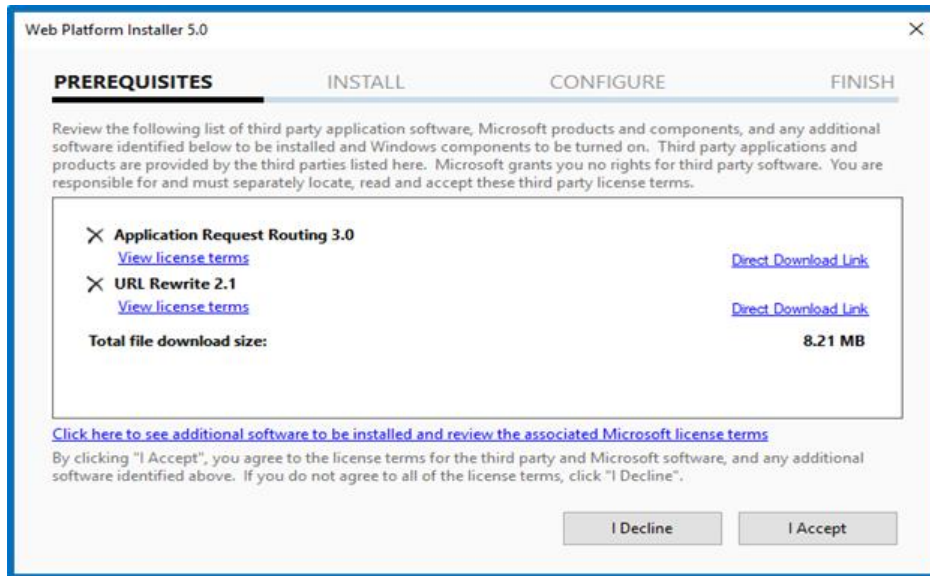 Web Platform Installer 5.0
PREREQUISITES INSTALL CONFIGURE FINISH
Review the following list of third party application software, Microsoft products and components, and any additional
software identified below to be installed and Windows components to be turned on. Third party applications and
products are provided by the third parties listed here. Microsoft grants you no rights for third party software. You are
responsible for and must separately locate, read and accept these third party license terms.
Application Request Routing 3.0
View license terms Direct Download Link
URL Rewrite 2.1
View license terms Direct Download Link
Total file download size: 8.21 MB
Click here to see additional software to be installed and review the associated Microsoft license terms
By clicking "I Accept", you agree to the license terms for the third party and Microsoft software, and any additional
software identified above. If you do not agree to all of the license terms, click "I Decline".
I Decline I Accept